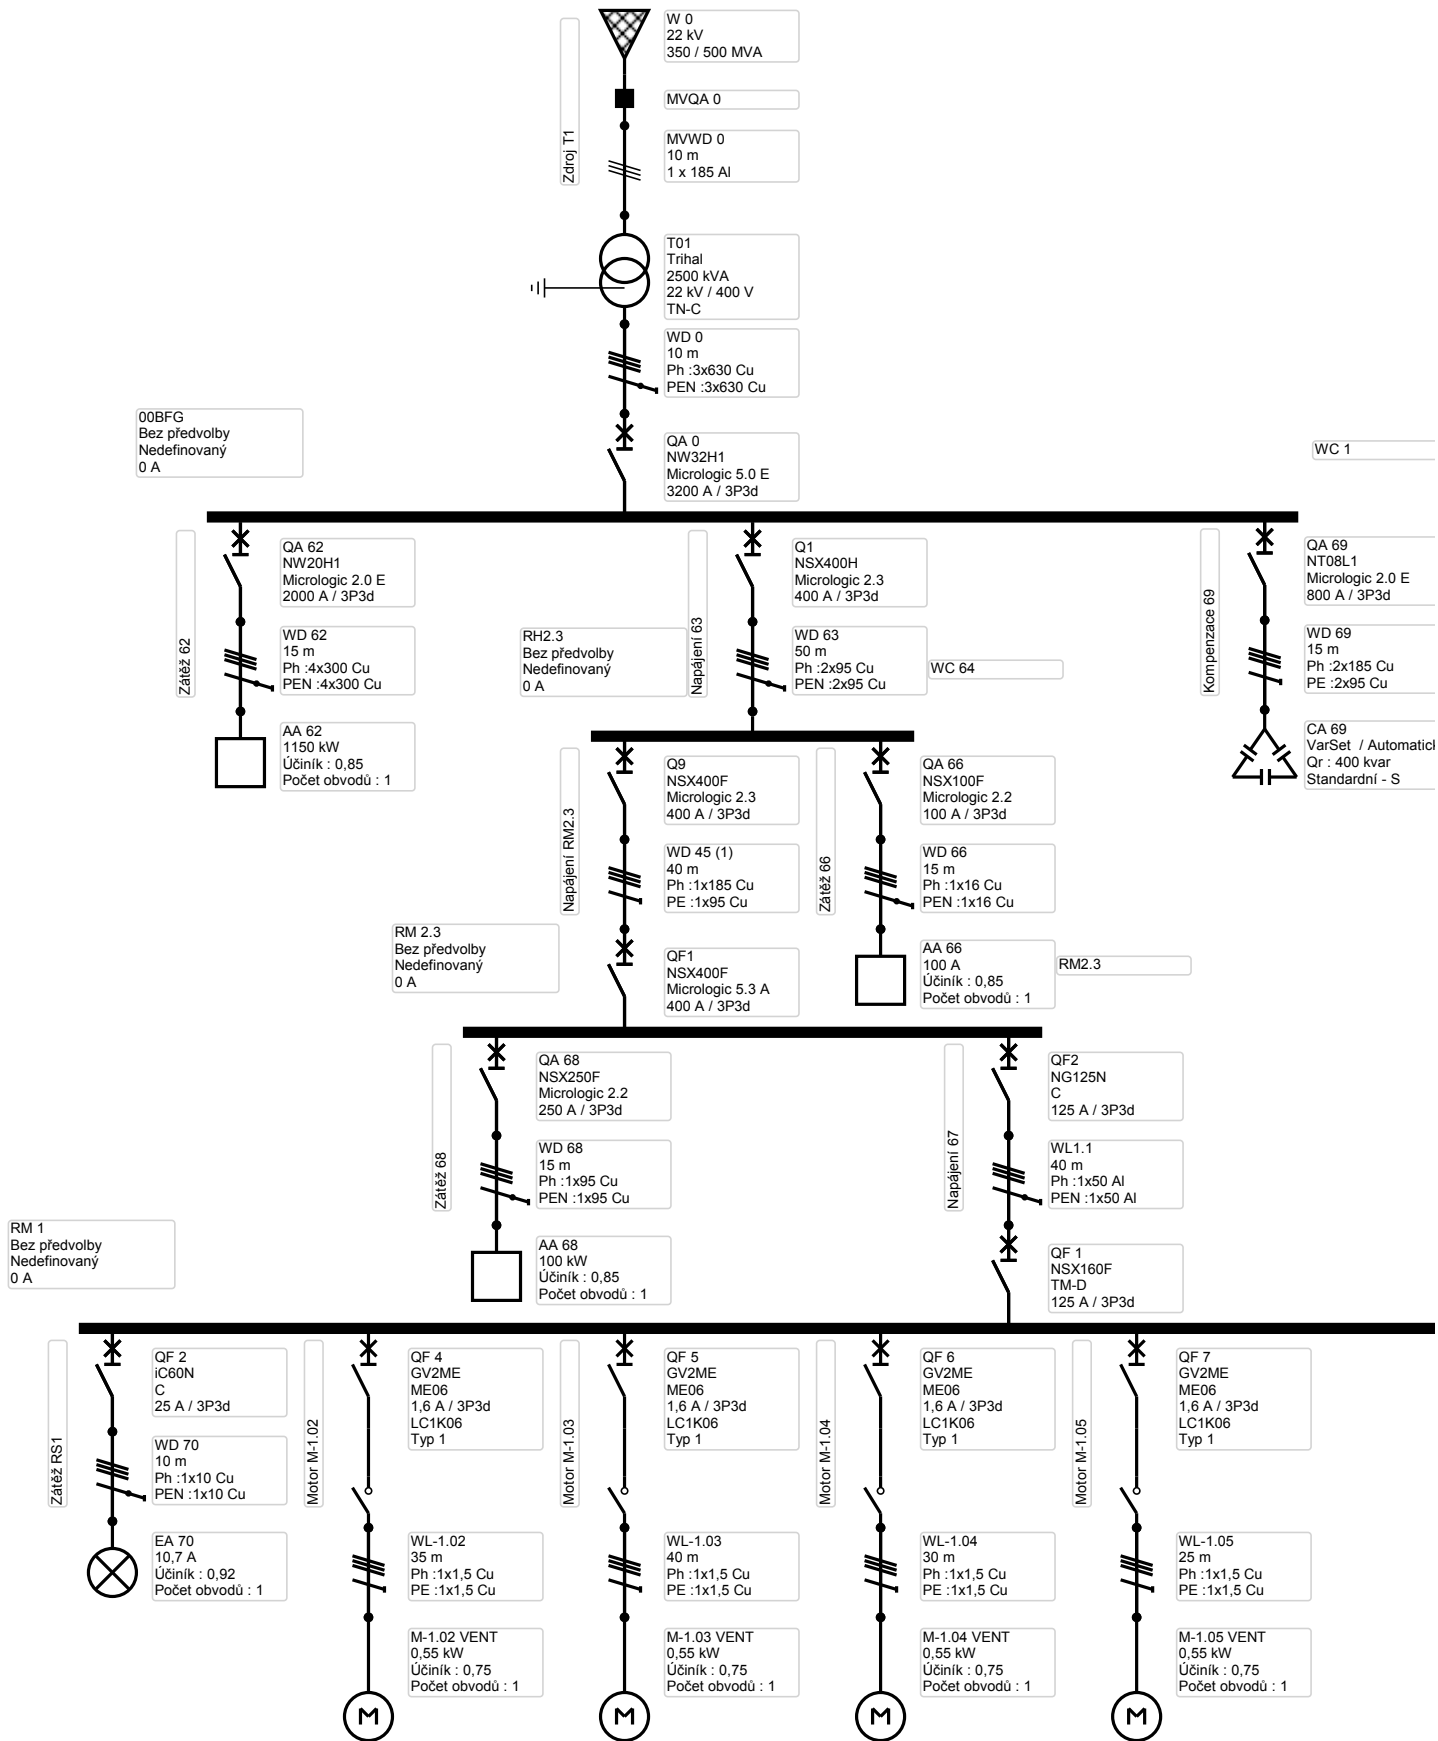 W 0
22 kV
350 / 500 MVA
MVQA 0
Zdroj T1
MVWD 0
10 m
1 x 185 Al
T01
Trihal
2500 kVA
22 kV / 400 V
TN-C
WD 0
10 m
Ph :3x630 Cu
PEN :3x630 Cu
00BFG
Bez předvolby
Nedefinovaný
0 A
QA 0
NW32H1
Micrologic 5.0 E
3200 A / 3P3d
WC 1
Zátěž 62
QA 62
NW20H1
Micrologic 2.0 E
2000 A / 3P3d
WD 62
15 m
Ph :4x300 Cu
PEN :4x300 Cu
AA 62
1150 kW
Účiník : 0,85
Počet obvodů : 1
RH2.3
Bez předvolby
Nedefinovaný
0 A
Napájení 63
Q1
NSX400H
Micrologic 2.3
400 A / 3P3d
WD 63
50 m
Ph :2x95 Cu
PEN :2x95 Cu
WC 64
Kompenzace 69
QA 69
NT08L1
Micrologic 2.0 E
800 A / 3P3d
WD 69
15 m
Ph :2x185 Cu
PE :2x95 Cu
CA 69
VarSet / Automatick
Qr : 400 kvar
Standardní - S
Napájení RM2.3
Q9
NSX400F
Micrologic 2.3
400 A / 3P3d
WD 45 (1)
40 m
Ph :1x185 Cu
PE :1x95 Cu
Zátěž 66
QA 66
NSX100F
Micrologic 2.2
100 A / 3P3d
WD 66
15 m
Ph :1x16 Cu
PEN :1x16 Cu
RM 2.3
Bez předvolby
Nedefinovaný
0 A
QF1
NSX400F
Micrologic 5.3 A
400 A / 3P3d
AA 66
100 A
Účiník : 0,85
Počet obvodů : 1
RM2.3
Zátěž 68
QA 68
NSX250F
Micrologic 2.2
250 A / 3P3d
WD 68
15 m
Ph :1x95 Cu
PEN :1x95 Cu
AA 68
100 kW
Účiník : 0,85
Počet obvodů : 1
Napájení 67
QF2
NG125N
C
125 A / 3P3d
WL1.1
40 m
Ph :1x50 Al
PEN :1x50 Al
QF 1
NSX160F
TM-D
125 A / 3P3d
RM 1
Bez předvolby
Nedefinovaný
0 A
Zátěž RS1
QF 2
iC60N
C
25 A / 3P3d
WD 70
10 m
Ph :1x10 Cu
PEN :1x10 Cu
EA 70
10,7 A
Účiník : 0,92
Počet obvodů : 1
Motor M-1.02
QF 4
GV2ME
ME06
1,6 A / 3P3d
LC1K06
Typ 1
WL-1.02
35 m
Ph :1x1,5 Cu
PE :1x1,5 Cu
M-1.02 VENT
0,55 kW
Účiník : 0,75
Počet obvodů : 1
M
Motor M-1.03
QF 5
GV2ME
ME06
1,6 A / 3P3d
LC1K06
Typ 1
WL-1.03
40 m
Ph :1x1,5 Cu
PE :1x1,5 Cu
M-1.03 VENT
0,55 kW
Účiník : 0,75
Počet obvodů : 1
M
Motor M-1.04
QF 6
GV2ME
ME06
1,6 A / 3P3d
LC1K06
Typ 1
WL-1.04
30 m
Ph :1x1,5 Cu
PE :1x1,5 Cu
M-1.04 VENT
0,55 kW
Účiník : 0,75
Počet obvodů : 1
M
Motor M-1.05
QF 7
GV2ME
ME06
1,6 A / 3P3d
LC1K06
Typ 1
WL-1.05
25 m
Ph :1x1,5 Cu
PE :1x1,5 Cu
M-1.05 VENT
0,55 kW
Účiník : 0,75
Počet obvodů : 1
M